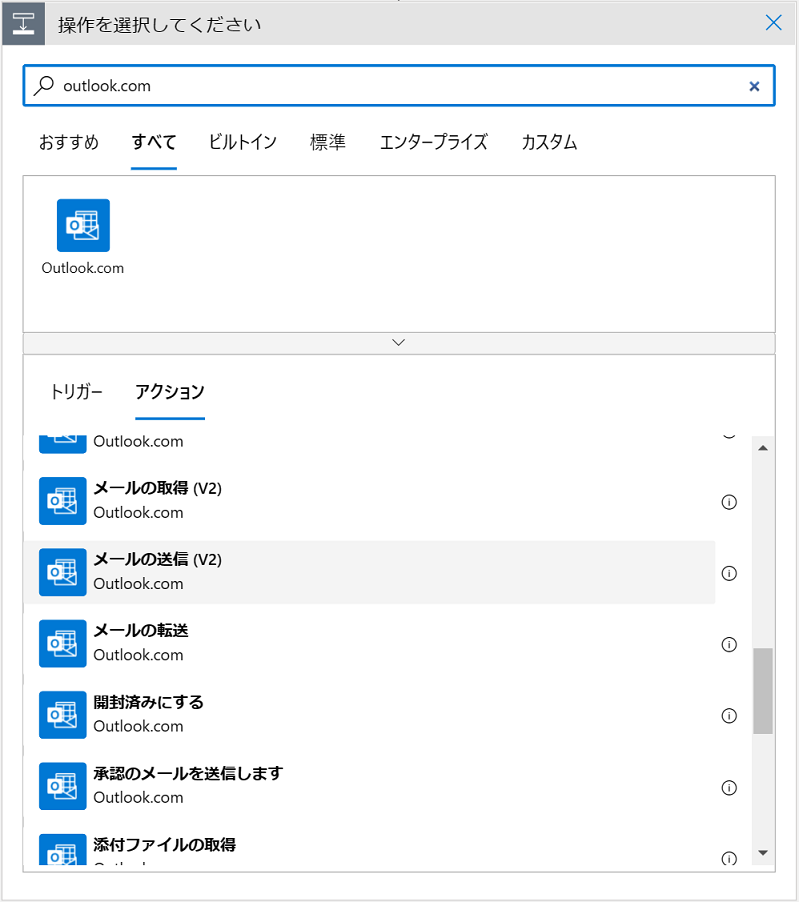 操作を選択してください
outlook.com
おすすめ すべて ビルトイン 標準 エンタープライズ カスタム
Outlook.com
トリガー アクション
Outlook.com
メールの取得 (V2)
Outlook.com
メールの送信 (V2)
Outlook.com
メールの転送
Outlook.com
開封済みにする
Outlook.com
承認のメールを送信します
Outlook.com
添付ファイルの取得